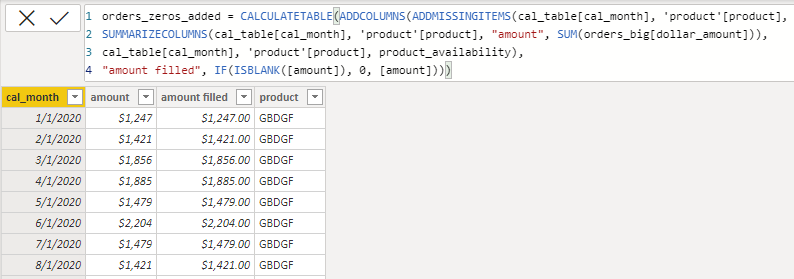 1 orders_zeros_added = CALCULATETABLE(ADDCOLUMNS(ADDMISSINGITEMS(cal_table[cal_month], 'product'[product],
2 SUMMARIZECOLUMNS(cal_table[cal_month], 'product'[product], "amount", SUM(orders_big[dollar_amount])),
3 cal_table[cal_month], 'product'[product], product_availability),
4 "amount filled", IF(ISBLANK([amount]), 0, [amount])))
cal_month amount amount filled product
1/1/2020 $1,247 $1,247.00 GBDGF
2/1/2020 $1,421 $1,421.00 GBDGF
3/1/2020 $1,856 $1,856.00 GBDGF
4/1/2020 $1,885 $1,885.00 GBDGF
5/1/2020 $1,479 $1,479.00 GBDGF
6/1/2020 $2,204 $2,204.00 GBDGF
7/1/2020 $1,479 $1,479.00 GBDGF
8/1/2020 $1,421 $1,421.00 GBDGF